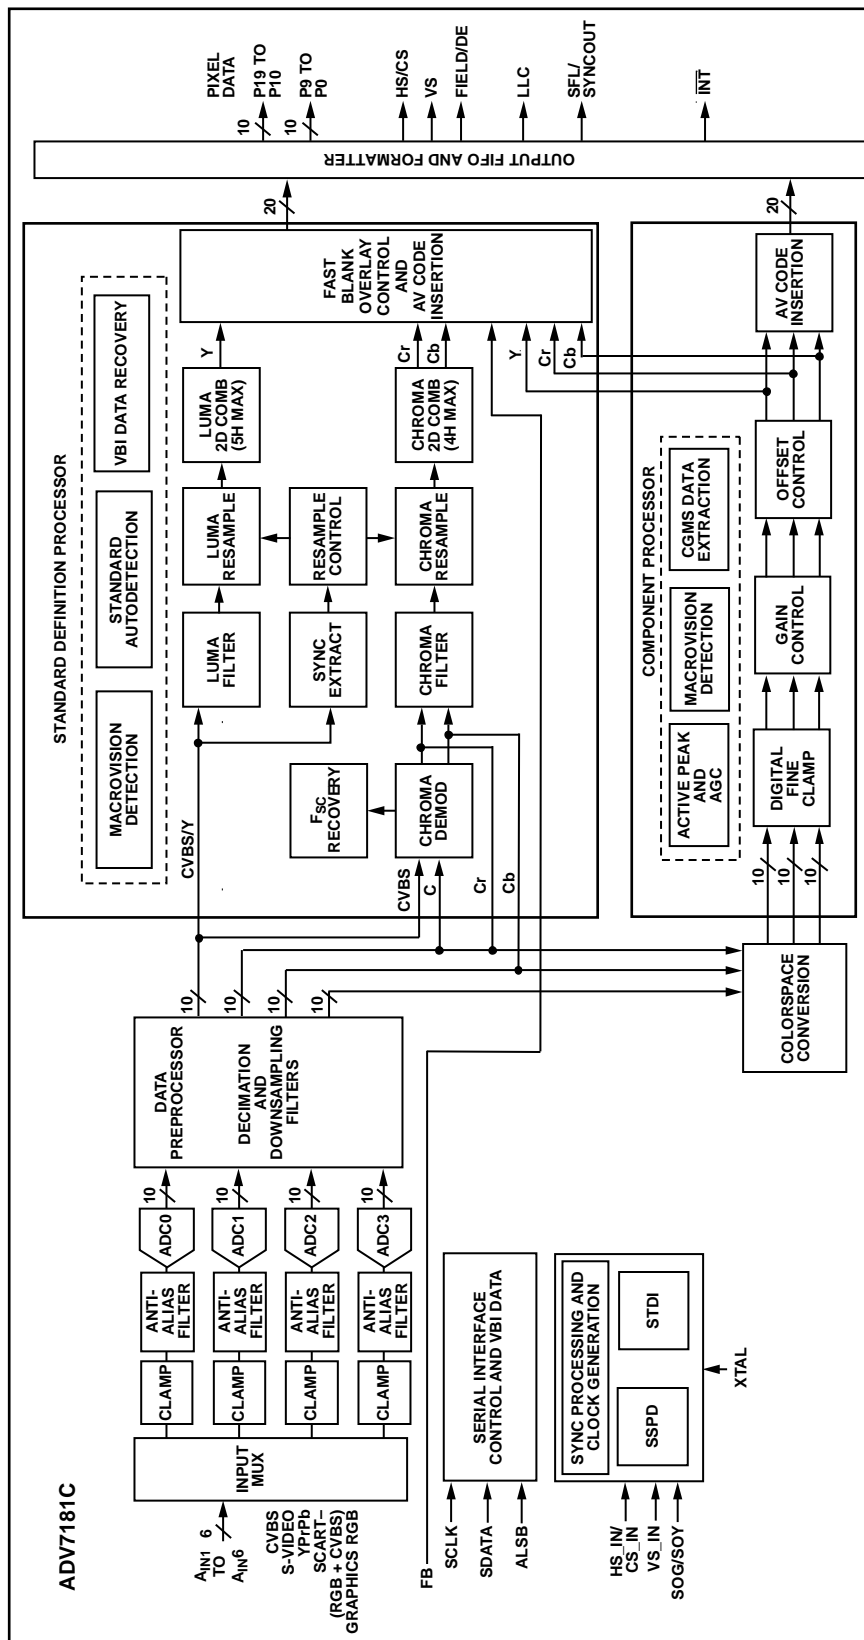 ADV7181C
AIN1
TO
AIN6
6
CVBS
S-VIDEO
YPrPb
SCART–
(RGB + CVBS)
GRAPHICS RGB
INPUT
MUX
CLAMP
ANTI-
ALIAS
FILTER
ADC0
10
CLAMP
ANTI-
ALIAS
FILTER
ADC1
10
CLAMP
ANTI-
ALIAS
FILTER
ADC2
10
CLAMP
ANTI-
ALIAS
FILTER
ADC3
10
DATA
PREPROCESSOR
DECIMATION
AND
DOWNSAMPLING
FILTERS
10
10
10
10
FB
SCLK
SDATA
ALSB
SERIAL INTERFACE
CONTROL AND VBI DATA
HS_IN/
CS_IN
VS_IN
SOG/SOY
SYNC PROCESSING AND
CLOCK GENERATION
SSPD
STDI
XTAL
COLORSPACE
CONVERSION
10
10
10
STANDARD DEFINITION PROCESSOR
MACROVISION
DETECTION
STANDARD
AUTODETECTION
VBI DATA RECOVERY
CVBS/Y
LUMA
FILTER
LUMA
RESAMPLE
LUMA
2D COMB
(5H MAX)
Y
SYNC
EXTRACT
RESAMPLE
CONTROL
FSC
RECOVERY
CVBS
C
Cr
Cb
CHROMA
DEMOD
CHROMA
FILTER
CHROMA
RESAMPLE
CHROMA
2D COMB
(4H MAX)
Cr
Cb
Y
Cr
Cb
FAST
BLANK
OVERLAY
CONTROL
AND
AV CODE
INSERTION
20
COMPONENT PROCESSOR
ACTIVE PEAK
AND
AGC
MACROVISION
DETECTION
CGMS DATA
EXTRACTION
DIGITAL
FINE
CLAMP
GAIN
CONTROL
OFFSET
CONTROL
AV CODE
INSERTION
20
OUTPUT FIFO AND FORMATTER
PIXEL
DATA
10
P19 TO
P10
10
P9 TO
P0
HS/CS
VS
FIELD/DE
LLC
SFL/
SYNCOUT
INT